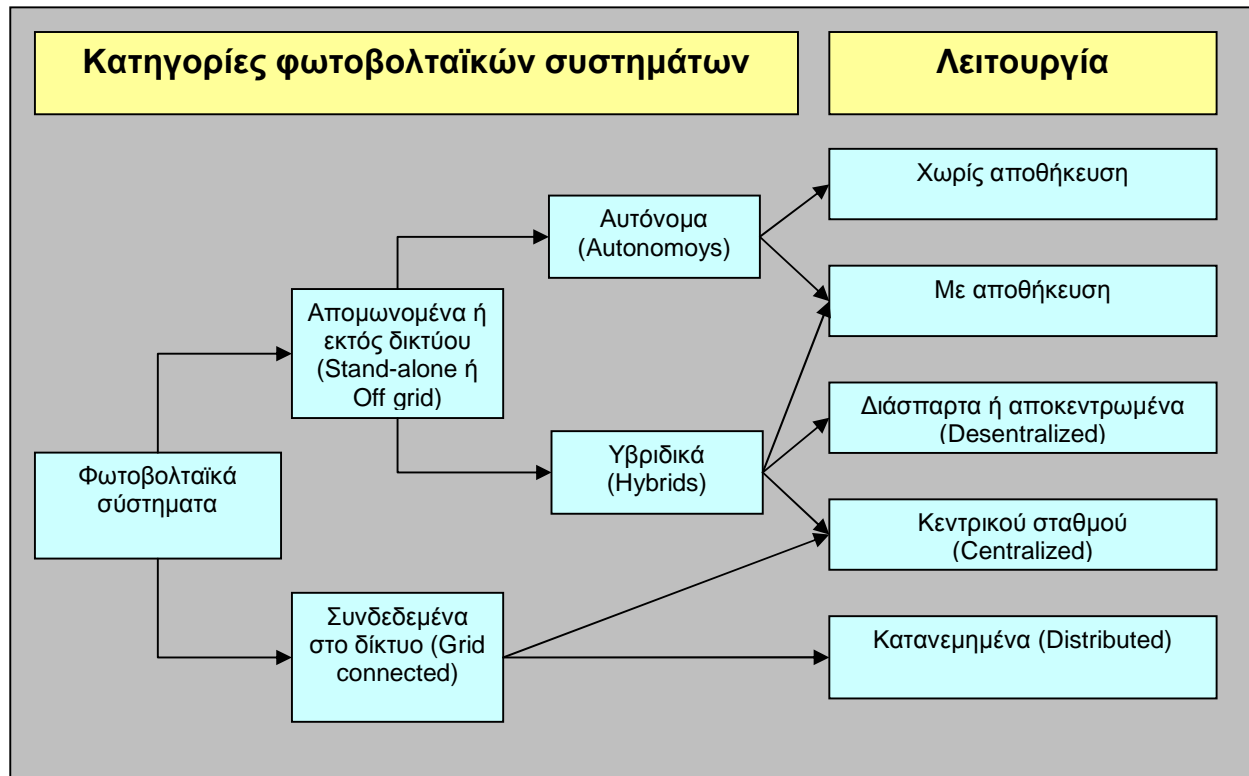 Κατηγορίες φωτοβολταϊκών συστημάτων
Λειτουργία
Χωρίς αποθήκευση
Αυτόνομα
(Autonomoys)
Με αποθήκευση
Απομωνομένα ή
εκτός δικτύου
(Stand-alone ή
Off grid)
Διάσπαρτα ή αποκεντρωμένα
(Desentralized)
Υβριδικά
(Hybrids)
Φωτοβολταϊκά
σύστηματα
Κεντρικού σταθμού
(Centralized)
Συνδεδεμένα
στο δίκτυο (Grid
connected)
Κατανεμημένα (Distributed)